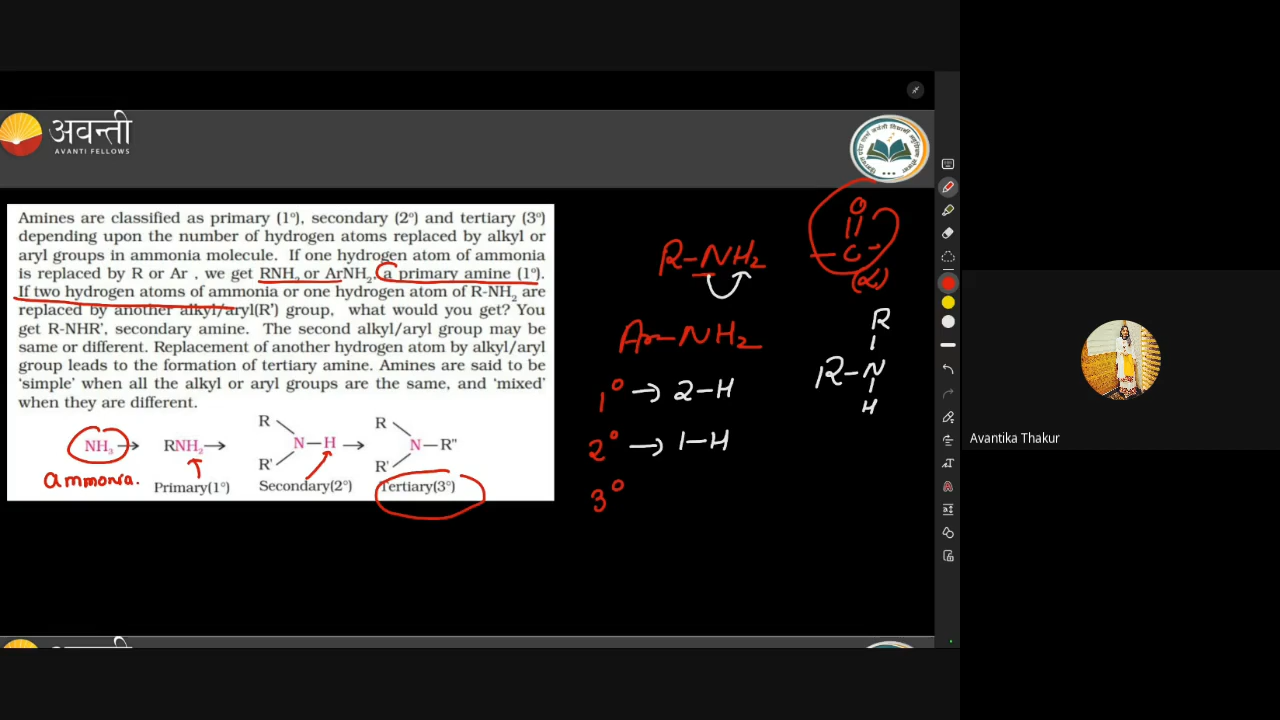 अवन्ती
AVANTI FELLOWS
Amines are classified as primary (1°), secondary (2°) and tertiary (3°)
depending upon the number of hydrogen atoms replaced by alkyl or
aryl groups in ammonia molecule. If one hydrogen atom of ammonia
is replaced by R or Ar , we get RNH₂ or ArNH₂, a primary amine (1°).
If two hydrogen atoms of ammonia or one hydrogen atom of R-NH₂ are
replaced by another alkyl/aryl(R’) group, what would you get? You
get R-NHR’, secondary amine. The second alkyl/aryl group may be
same or different. Replacement of another hydrogen atom by alkyl/aryl
group leads to the formation of tertiary amine. Amines are said to be
‘simple’ when all the alkyl or aryl groups are the same, and ‘mixed’
when they are different.
R R
NH₃ RNH₂ N—H N—R"
R' R'
ammonia.
Primary(1°) Secondary(2°) Tertiary(3°)
R-NH₂
O
C
Ar-NH₂
1° → 2-H
2° → 1-H
3°
R
R-N
H
Avantika Thakur